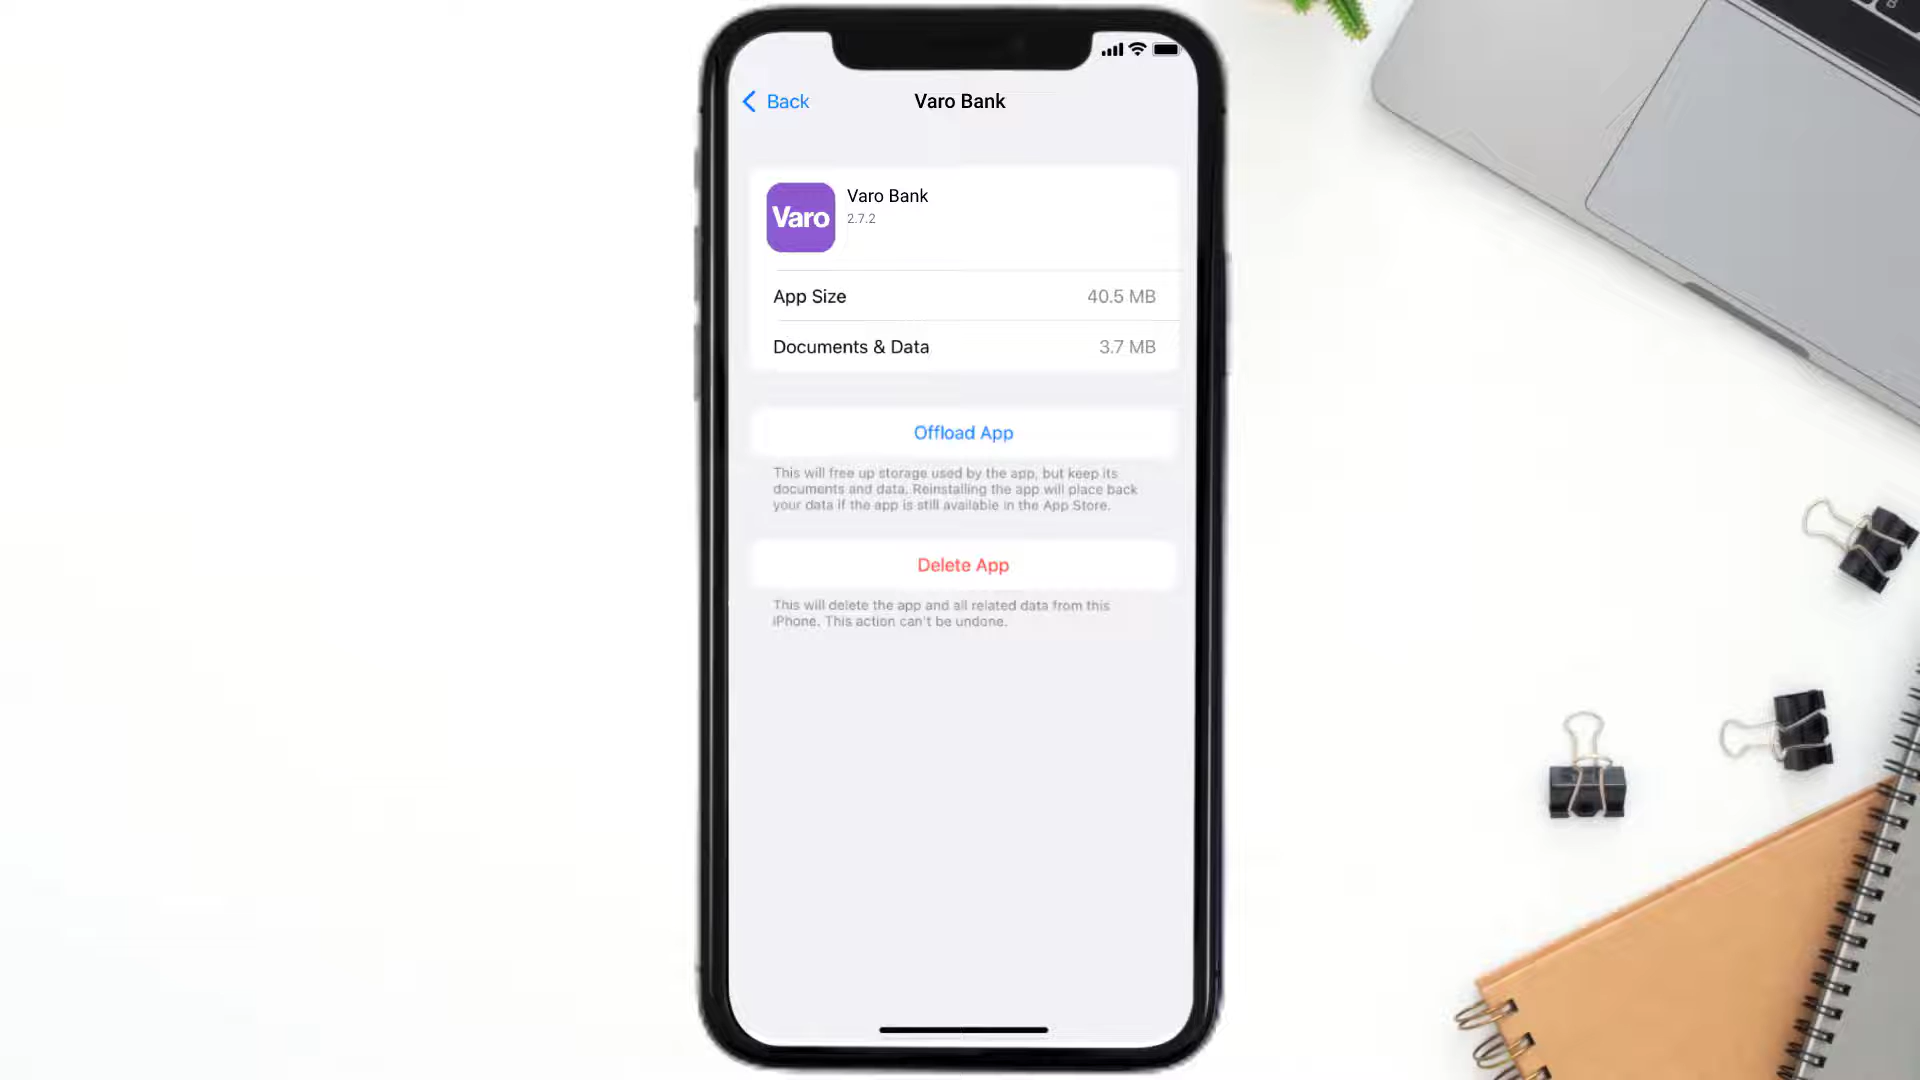 Back
Varo Bank
Varo
Varo Bank
2.7.2
App Size
40.5 MB
Documents & Data
3.7 MB
Offload App
This will free up storage used by the app, but keep its
documents and data. Reinstalling the app will place back
your data if the app is still available in the App Store.
Delete App
This will delete the app and all related data from this
iPhone. This action can't be undone.